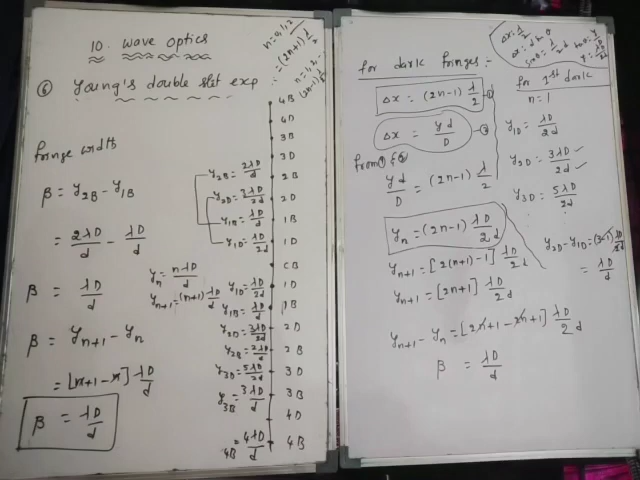 10. Wave optics
⑥ Young's double slit exp
n=0,1,2
=(2n+1)λ/2
n=1,2..
(2n-1)λ/2
fringe width
β = y2B - y1B
= 2λD/d - λD/d
β = λD/d
yn = nλD/d
yn+1 = (n+1)λD/d
β = yn+1 - yn
= [n+1-n] λD/d
β = λD/d
4B
4D
3B
3D
y2B = 2λD/d 2B
y2D = 3λD/2d 2D
y1B = λD/d 1B
y1D = λD/2d 1D
CB
y1D = λD/2d 1D
y1B = λD/d 1B
y2D = 3λD/2d 2D
y2B = 2λD/d 2B
y3D = 5λD/2d 3D
y3B = 3λD/d 3B
4D
4B = 4λD/d 4B
for dark fringes :-
Δx = (2n-1) λ/2 ①
Δx = yd/D ②
from ① & ②
yd/D = (2n-1) λ/2
yn = (2n-1) λD/2d
yn+1 = [2(n+1)-1] λD/2d
yn+1 = [2n+1] λD/2d
yn+1 - yn = [2n+1-2n+1] λD/2d
β = λD/d
for 1st dark
n = 1
y1D = λD/2d
y2D = 3λD/2d ✓
y3D = 5λD/2d
y2D - y1D = (3-1)λD/2d
= λD/d